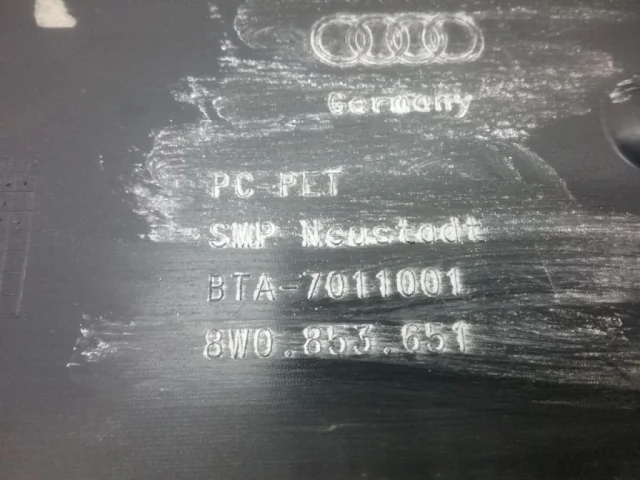 Germany
PC-PET
SMP Neustadt
BTA-7011001
8W0.853.651